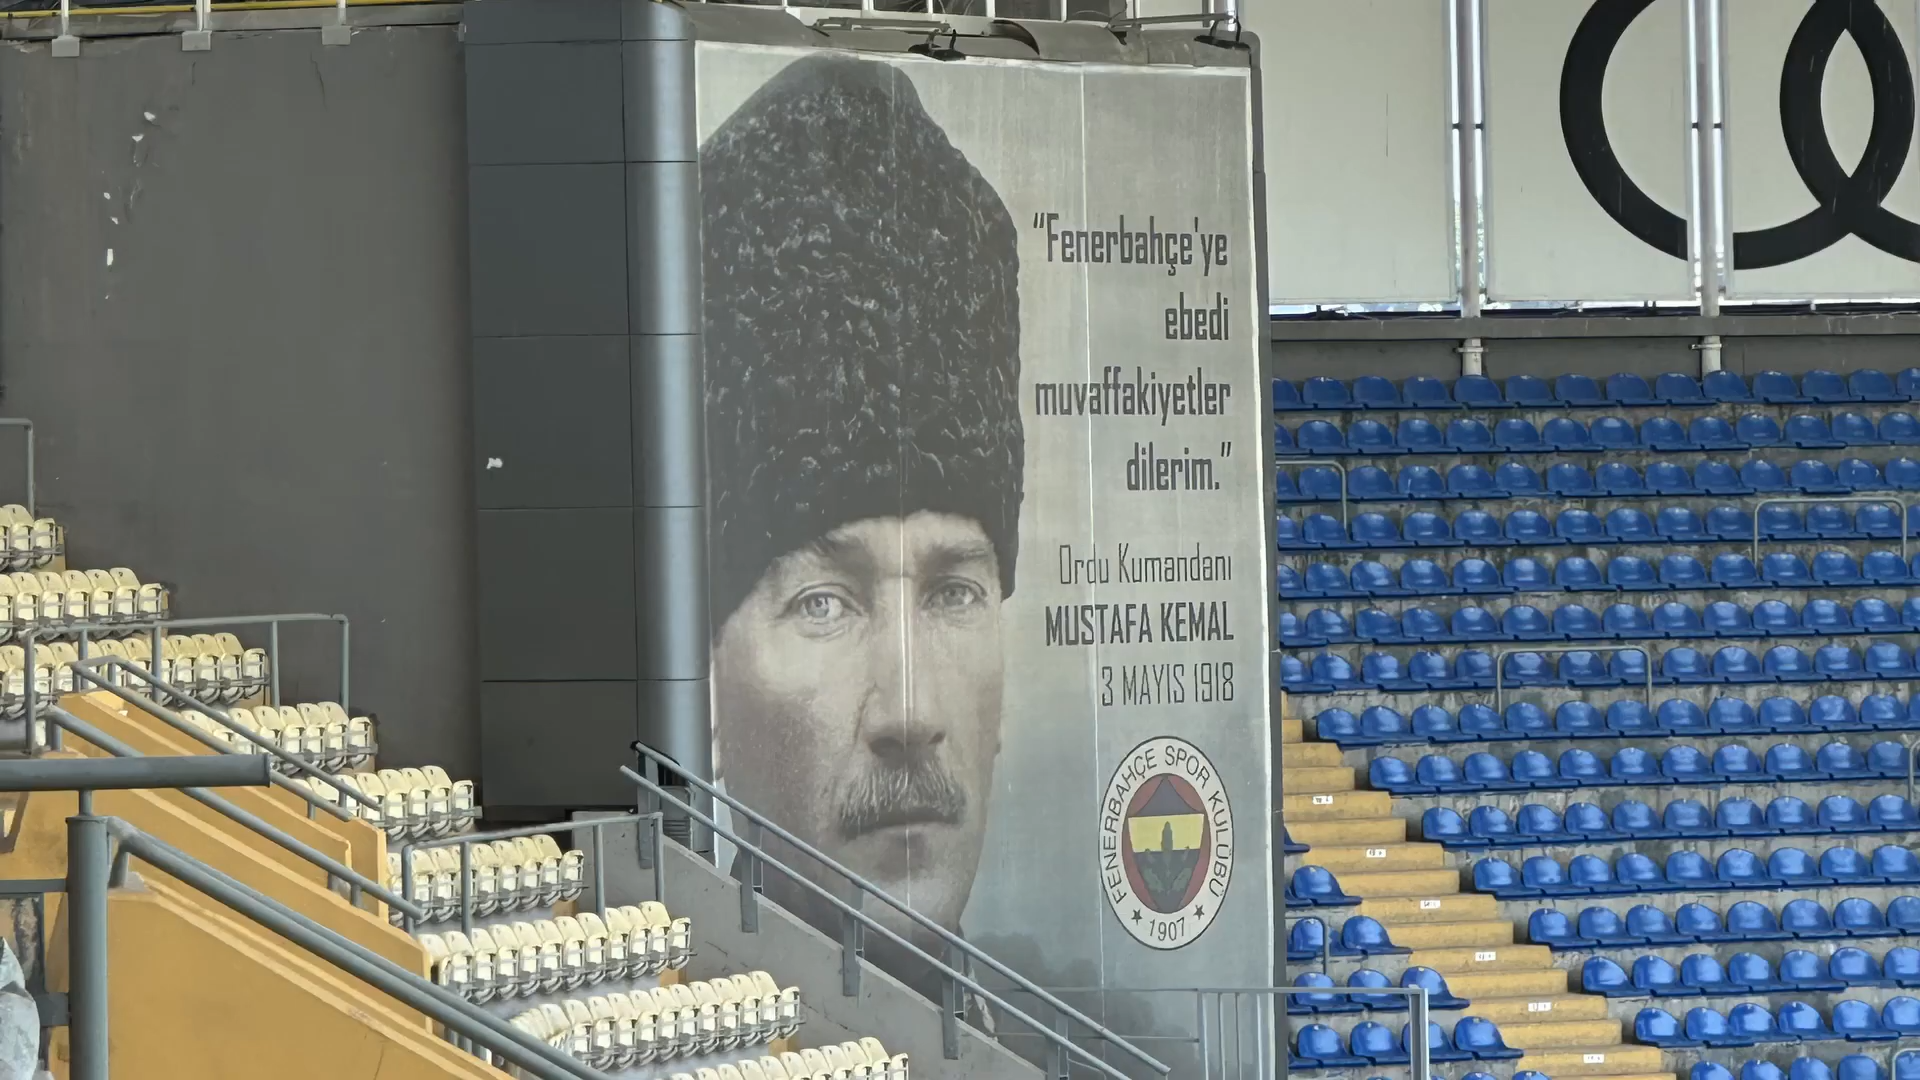 “Fenerbahçe'ye
ebedi
muvaffakiyetler
dilerim.”
Ordu Kumandanı
MUSTAFA KEMAL
3 MAYIS 1918
FENERBAHÇE SPOR KULÜBÜ
★ 1907 ★